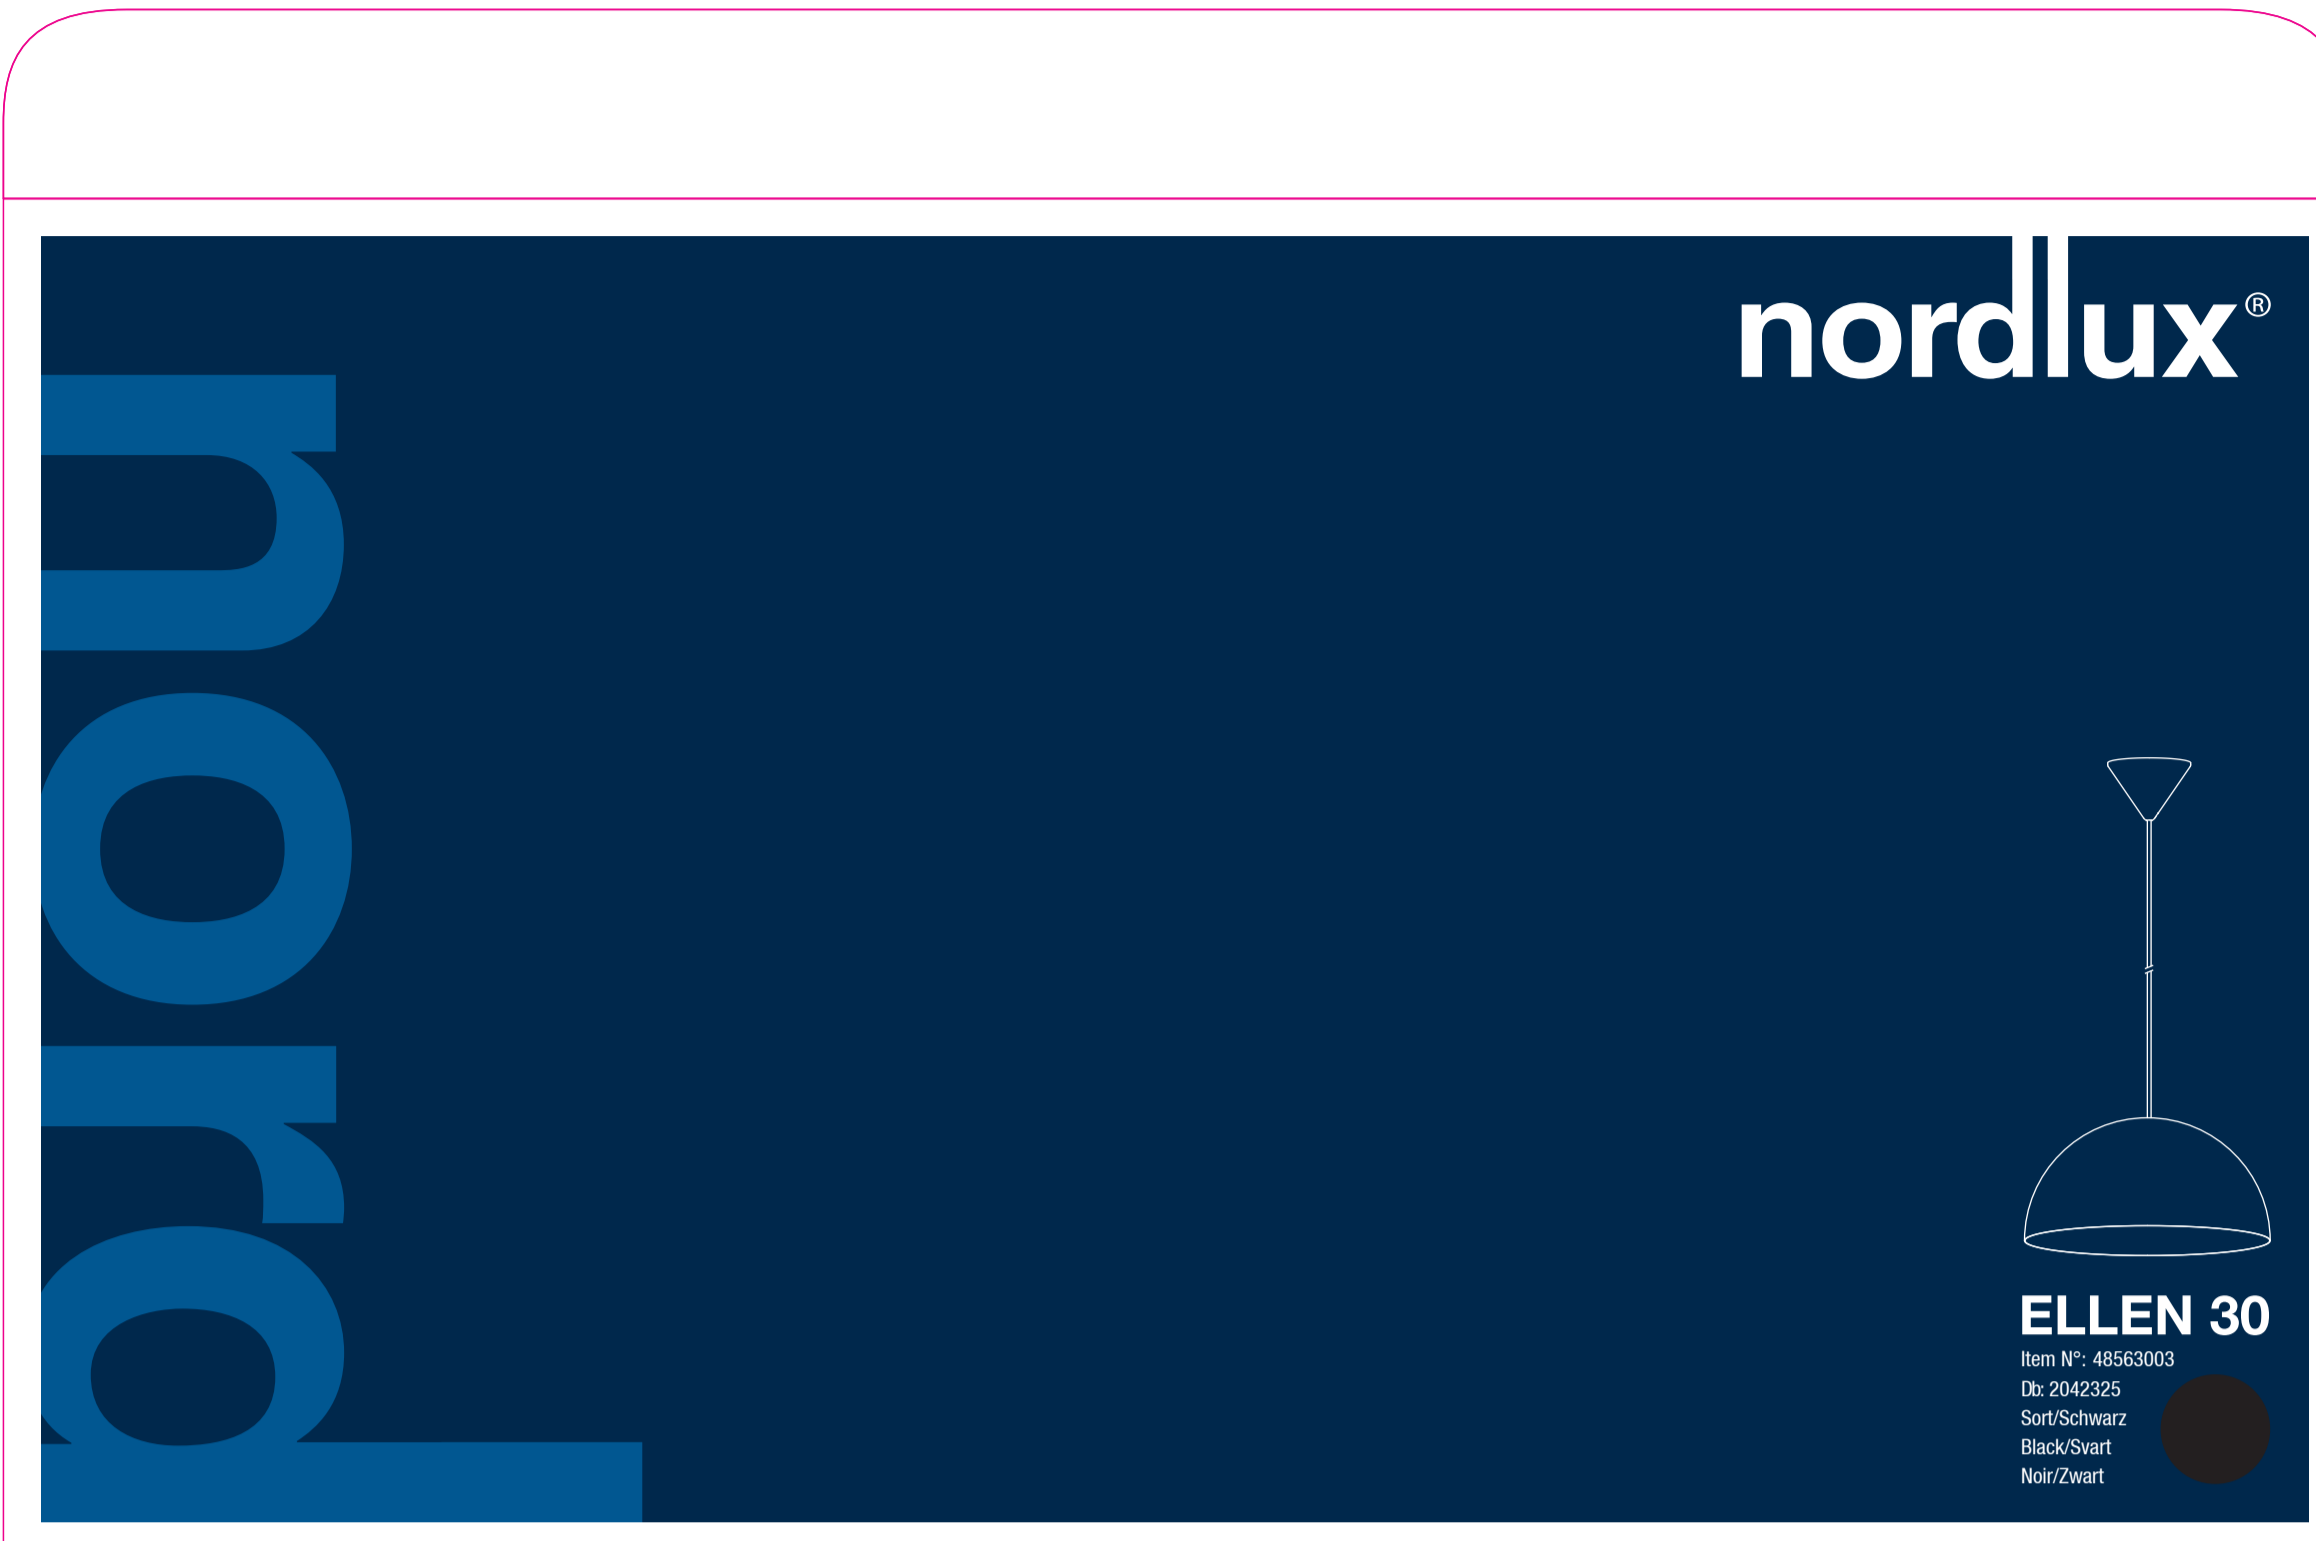 nordlux®
nord
ELLEN 30
Item N°: 48563003
Db: 2042325
Sort/Schwarz
Black/Svart
Noir/Zwart